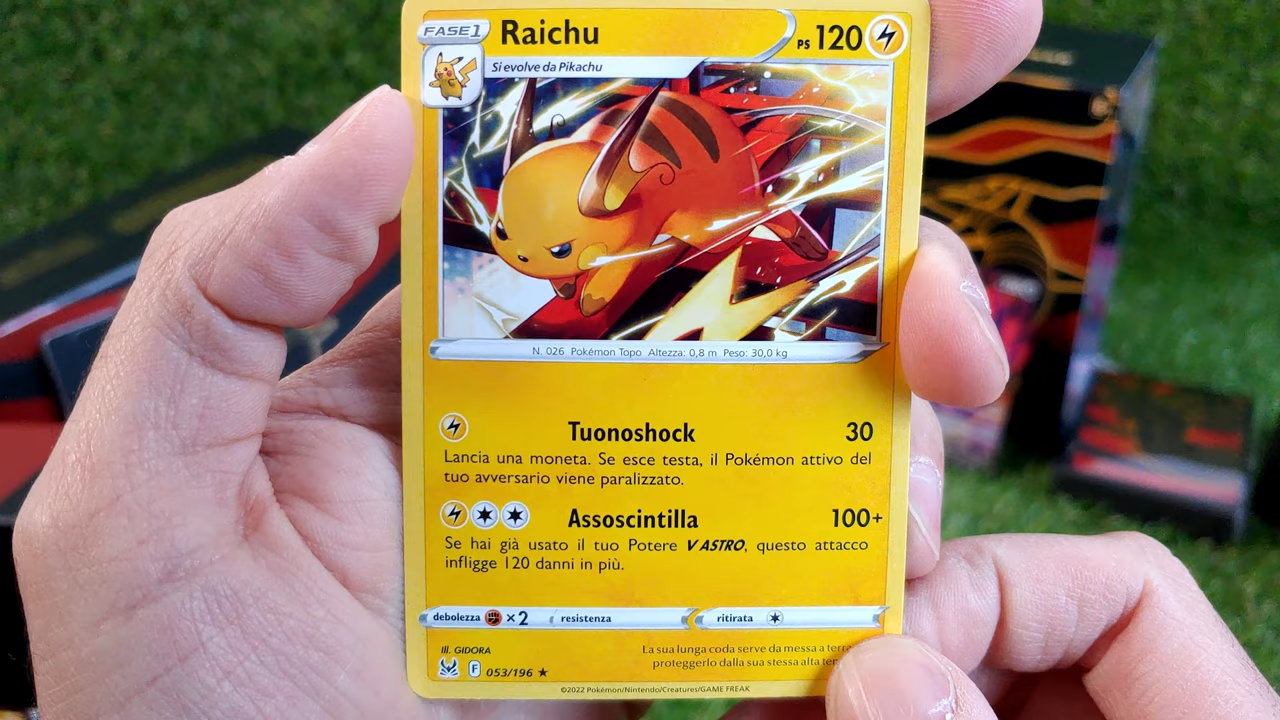 FASE 1 Raichu PS 120
Si evolve da Pikachu
N. 026 Pokémon Topo Altezza: 0,8 m Peso: 30,0 kg
Tuonoshock 30
Lancia una moneta. Se esce testa, il Pokémon attivo del
tuo avversario viene paralizzato.
Assoscintilla 100+
Se hai già usato il tuo Potere V ASTRO, questo attacco
infligge 120 danni in più.
debolezza ×2 resistenza ritirata
Ill. GIDORA
La sua lunga coda serve da messa a terra
proteggerlo dalla sua stessa alta
F 053/196 ★
©2022 Pokémon/Nintendo/Creatures/GAME FREAK